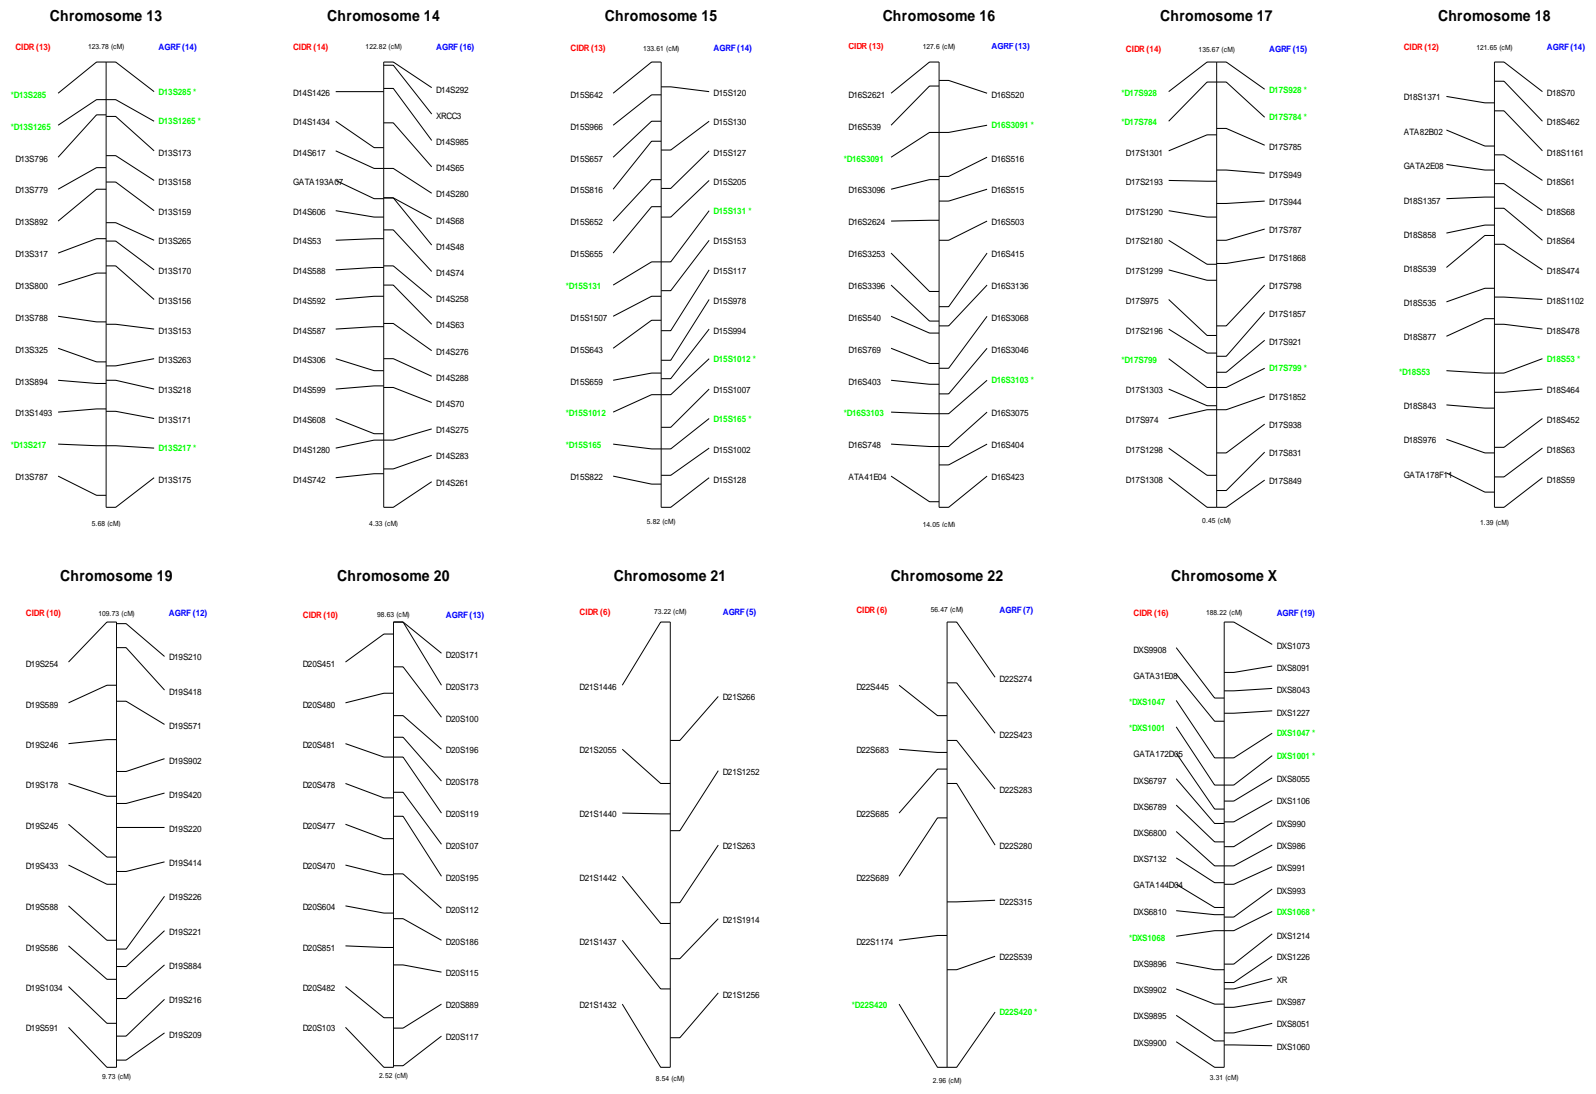 Chromosome 13
CIDR (13)
123.78 (cM)
AGRF (14)
*D13S285
*D13S1265
D13S796
D13S779
D13S892
D13S317
D13S800
D13S788
D13S325
D13S894
D13S1493
*D13S217
D13S787
D13S285 *
D13S1265 *
D13S173
D13S158
D13S159
D13S265
D13S170
D13S156
D13S153
D13S263
D13S218
D13S171
D13S217 *
D13S175
5.68 (cM)
Chromosome 14
CIDR (14)
122.82 (cM)
AGRF (16)
D14S1426
D14S1434
D14S617
GATA193A07
D14S606
D14S53
D14S588
D14S592
D14S587
D14S306
D14S599
D14S608
D14S1280
D14S742
D14S292
XRCC3
D14S985
D14S65
D14S280
D14S68
D14S48
D14S74
D14S258
D14S63
D14S276
D14S288
D14S70
D14S275
D14S283
D14S261
4.33 (cM)
Chromosome 15
CIDR (13)
133.61 (cM)
AGRF (14)
D15S642
D15S966
D15S657
D15S816
D15S652
D15S655
*D15S131
D15S1507
D15S643
D15S659
*D15S1012
*D15S165
D15S822
D15S120
D15S130
D15S127
D15S205
D15S131 *
D15S153
D15S117
D15S978
D15S994
D15S1012 *
D15S1007
D15S165 *
D15S1002
D15S128
5.82 (cM)
Chromosome 16
CIDR (13)
127.6 (cM)
AGRF (13)
D16S2621
D16S539
*D16S3091
D16S3096
D16S2624
D16S3253
D16S3396
D16S540
D16S769
D16S403
*D16S3103
D16S748
ATA41E04
D16S520
D16S3091 *
D16S516
D16S515
D16S503
D16S415
D16S3136
D16S3068
D16S3046
D16S3103 *
D16S3075
D16S404
D16S423
14.05 (cM)
Chromosome 17
CIDR (14)
135.67 (cM)
AGRF (15)
*D17S928
*D17S784
D17S1301
D17S2193
D17S1290
D17S2180
D17S1299
D17S975
D17S2196
*D17S799
D17S1303
D17S974
D17S1298
D17S1308
D17S928 *
D17S784 *
D17S785
D17S949
D17S944
D17S787
D17S1868
D17S798
D17S1857
D17S921
D17S799 *
D17S1852
D17S938
D17S831
D17S849
0.45 (cM)
Chromosome 18
CIDR (12)
121.65 (cM)
AGRF (14)
D18S1371
ATA82B02
GATA2E08
D18S1357
D18S858
D18S539
D18S535
D18S877
*D18S53
D18S843
D18S976
GATA178F11
D18S70
D18S462
D18S1161
D18S61
D18S68
D18S64
D18S474
D18S1102
D18S478
D18S53 *
D18S464
D18S452
D18S63
D18S59
1.39 (cM)
Chromosome 19
CIDR (10)
109.73 (cM)
AGRF (12)
D19S254
D19S589
D19S246
D19S178
D19S245
D19S433
D19S588
D19S586
D19S1034
D19S591
D19S210
D19S418
D19S571
D19S902
D19S420
D19S220
D19S414
D19S226
D19S221
D19S884
D19S216
D19S209
9.73 (cM)
Chromosome 20
CIDR (10)
98.63 (cM)
AGRF (13)
D20S451
D20S480
D20S481
D20S478
D20S477
D20S470
D20S604
D20S851
D20S482
D20S103
D20S171
D20S173
D20S100
D20S196
D20S178
D20S119
D20S107
D20S195
D20S112
D20S186
D20S115
D20S889
D20S117
2.52 (cM)
Chromosome 21
CIDR (6)
73.22 (cM)
AGRF (5)
D21S1446
D21S2055
D21S1440
D21S1442
D21S1437
D21S1432
D21S266
D21S1252
D21S263
D21S1914
D21S1256
8.54 (cM)
Chromosome 22
CIDR (6)
56.47 (cM)
AGRF (7)
D22S445
D22S683
D22S685
D22S689
D22S1174
*D22S420
D22S274
D22S423
D22S283
D22S280
D22S315
D22S539
D22S420 *
2.96 (cM)
Chromosome X
CIDR (16)
188.22 (cM)
AGRF (19)
DXS9908
GATA31E08
*DXS1047
*DXS1001
GATA172D05
DXS6797
DXS6789
DXS6800
DXS7132
GATA144D04
DXS6810
*DXS1068
DXS9896
DXS9902
DXS9895
DXS9900
DXS1073
DXS8091
DXS8043
DXS1227
DXS1047 *
DXS1001 *
DXS8055
DXS1106
DXS990
DXS986
DXS991
DXS993
DXS1068 *
DXS1214
DXS1226
XR
DXS987
DXS8051
DXS1060
3.31 (cM)